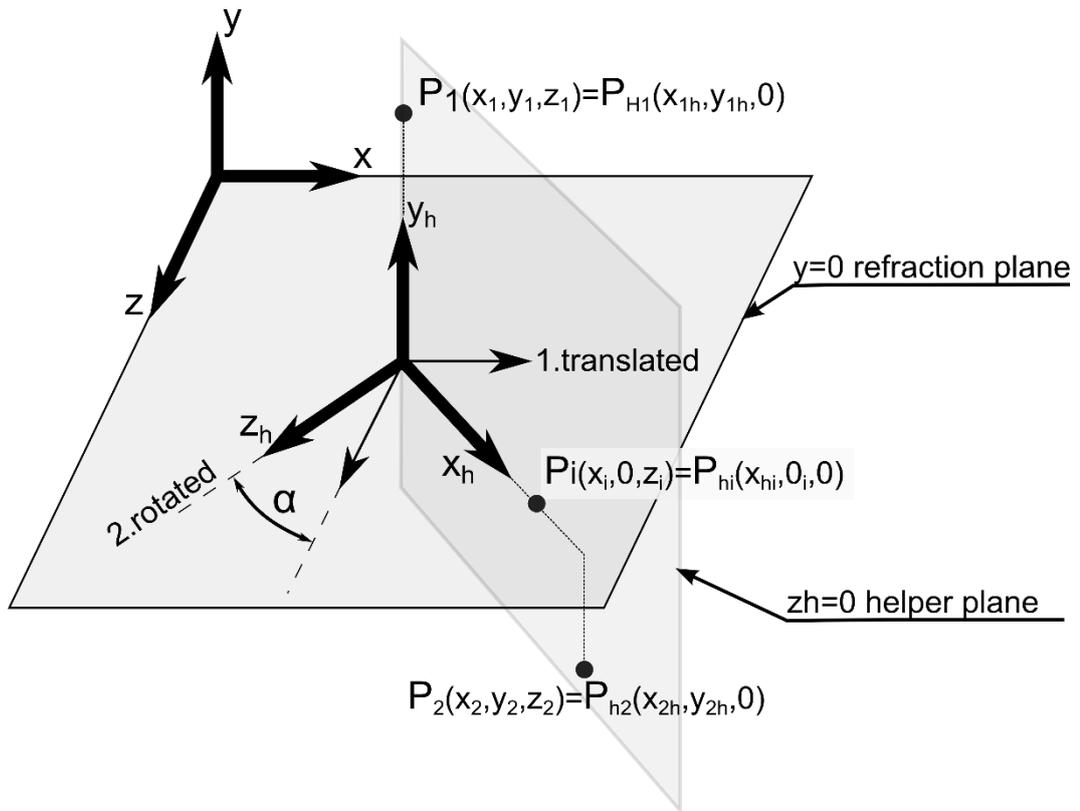 y
P1(x1,y1,z1)=PH1(x1h,y1h,0)
x
yh
y=0 refraction plane
z
1.translated
zh
xh
Pi(xi,0,zi)=Phi(xhi,0i,0)
2.rotated
α
zh=0 helper plane
P2(x2,y2,z2)=Ph2(x2h,y2h,0)